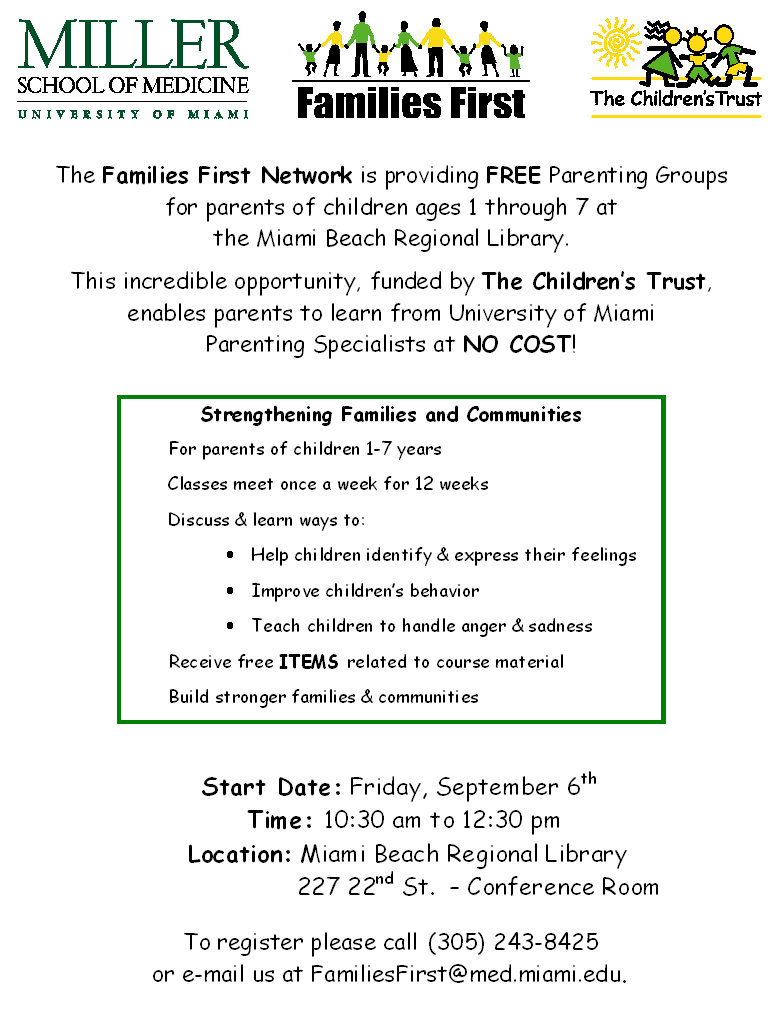 MILLER
SCHOOL OF MEDICINE
UNIVERSITY OF MIAMI
Families First
The Children's Trust
The Families First Network is providing FREE Parenting Groups
for parents of children ages 1 through 7 at
the Miami Beach Regional Library.
This incredible opportunity, funded by The Children's Trust,
enables parents to learn from University of Miami
Parenting Specialists at NO COST!
Strengthening Families and Communities
For parents of children 1-7 years
Classes meet once a week for 12 weeks
Discuss & learn ways to:
• Help children identify & express their feelings
• Improve children's behavior
• Teach children to handle anger & sadness
Receive free ITEMS related to course material
Build stronger families & communities
Start Date: Friday, September 6th
Time: 10:30 am to 12:30 pm
Location: Miami Beach Regional Library
227 22nd St. – Conference Room
To register please call (305) 243-8425
or e-mail us at FamiliesFirst@med.miami.edu.